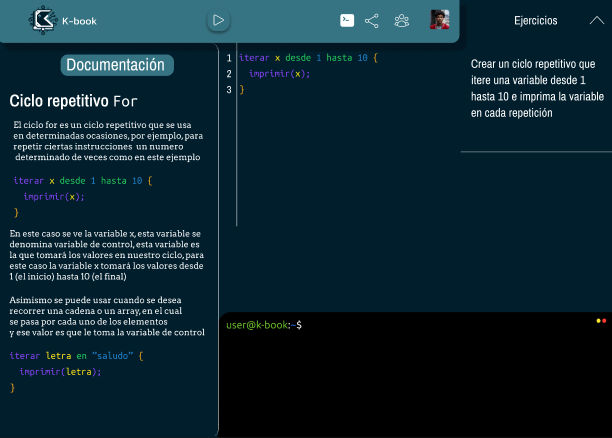 K-book
Ejercicios
Documentación
Ciclo repetitivo For
El ciclo for es un ciclo repetitivo que se usa
en determinadas ocasiones, por ejemplo, para
repetir ciertas instrucciones un numero
determinado de veces como en este ejemplo
iterar x desde 1 hasta 10 {
imprimir(x);
}
En este caso se ve la variable x, esta variable se
denomina variable de control, esta variable es
la que tomará los valores en nuestro ciclo, para
este caso la variable x tomará los valores desde
1 (el inicio) hasta 10 (el final)
Asimismo se puede usar cuando se desea
recorrer una cadena o un array, en el cual
se pasa por cada uno de los elementos
y ese valor es que le toma la variable de control
iterar letra en "saludo" {
imprimir(letra);
}
1 iterar x desde 1 hasta 10 {
2 imprimir(x);
3 }
Crear un ciclo repetitivo que
itere una variable desde 1
hasta 10 e imprima la variable
en cada repetición
user@k-book:~$